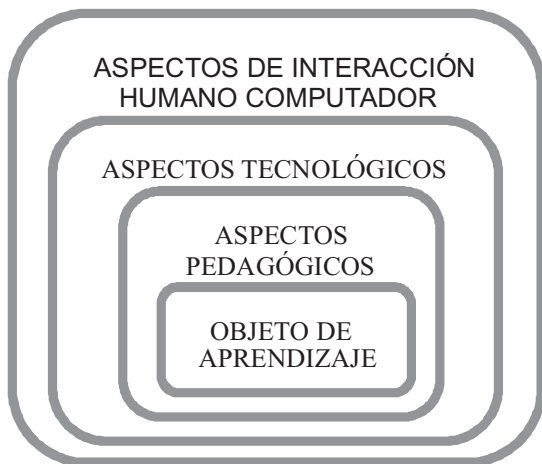 ASPECTOS DE INTERACCIÓN
HUMANO COMPUTADOR
ASPECTOS TECNOLÓGICOS
ASPECTOS
PEDAGÓGICOS
OBJETO DE
APRENDIZAJE